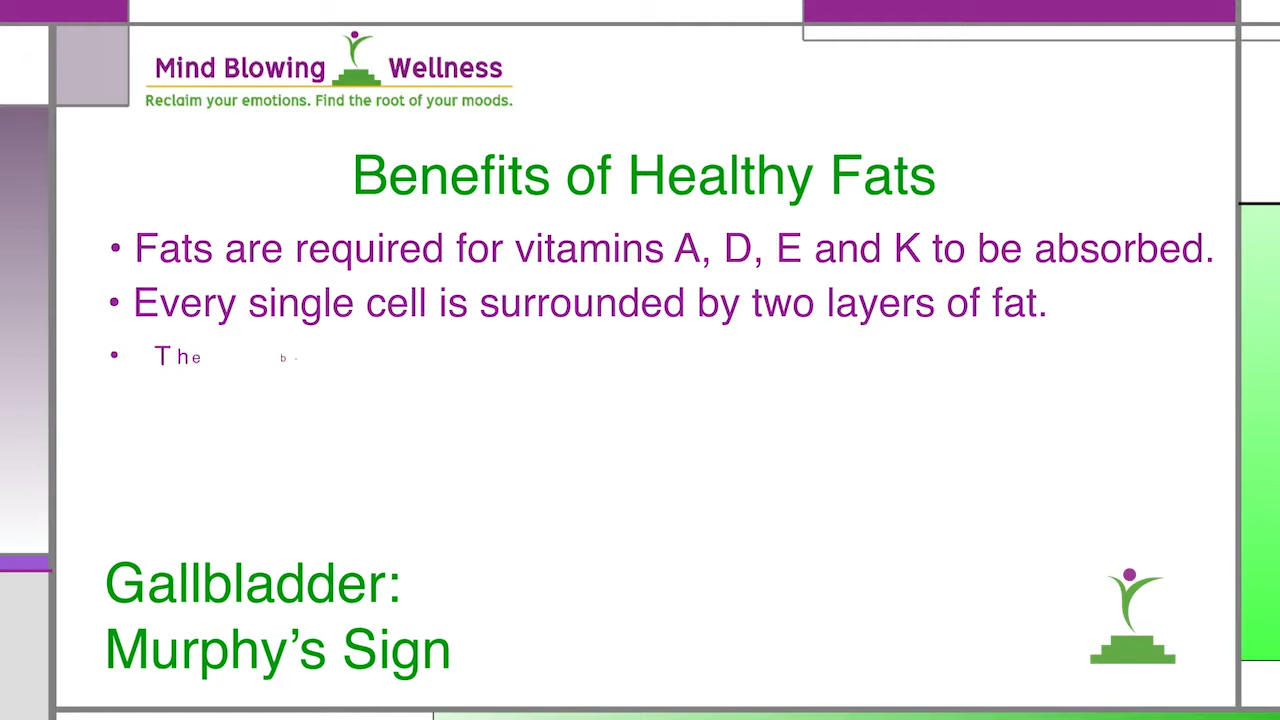 Mind Blowing Wellness
Reclaim your emotions. Find the root of your moods.
Benefits of Healthy Fats
• Fats are required for vitamins A, D, E and K to be absorbed.
• Every single cell is surrounded by two layers of fat.
• The
Gallbladder:
Murphy’s Sign